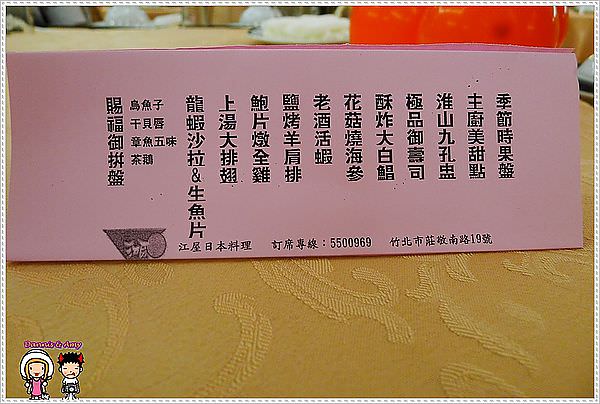 賜福御拼盤
烏魚子
干貝唇
章魚五味
茶鵝
龍蝦沙拉&生魚片
上湯大排翅
鮑片燉全雞
鹽烤羊肩排
老酒活蝦
花菇燒海參
酥炸大白鯧
極品御壽司
淮山九孔盅
主廚美甜點
季節時果盤
江屋日本料理 訂席專線：5500969 竹北市莊敬南路19號
Dannis & Amy